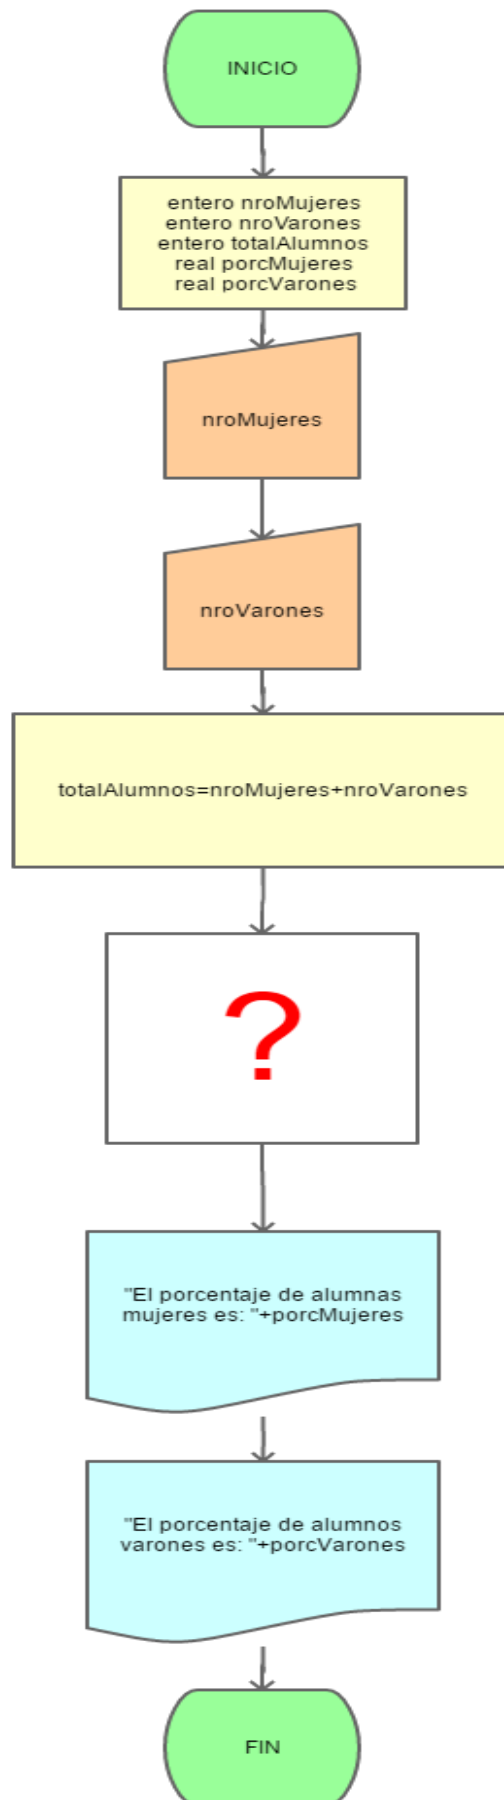 INICIO
entero nroMujeres
entero nroVarones
entero totalAlumnos
real porcMujeres
real porcVarones
nroMujeres
nroVarones
totalAlumnos=nroMujeres+nroVarones
?
"El porcentaje de alumnas
mujeres es: "+porcMujeres
"El porcentaje de alumnos
varones es: "+porcVarones
FIN